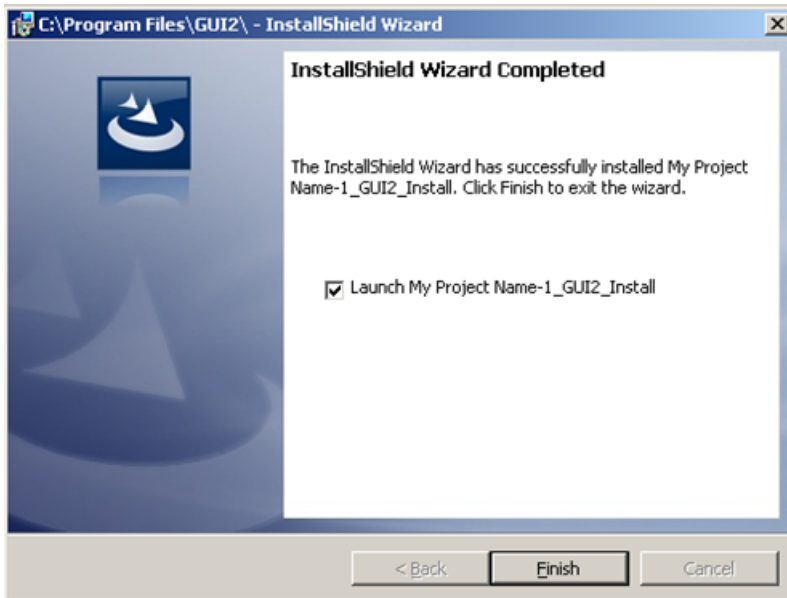 C:\Program Files\GUI2\ - InstallShield Wizard
InstallShield Wizard Completed
The InstallShield Wizard has successfully installed My Project
Name-1_GUI2_Install. Click Finish to exit the wizard.
Launch My Project Name-1_GUI2_Install
< Back
Finish
Cancel